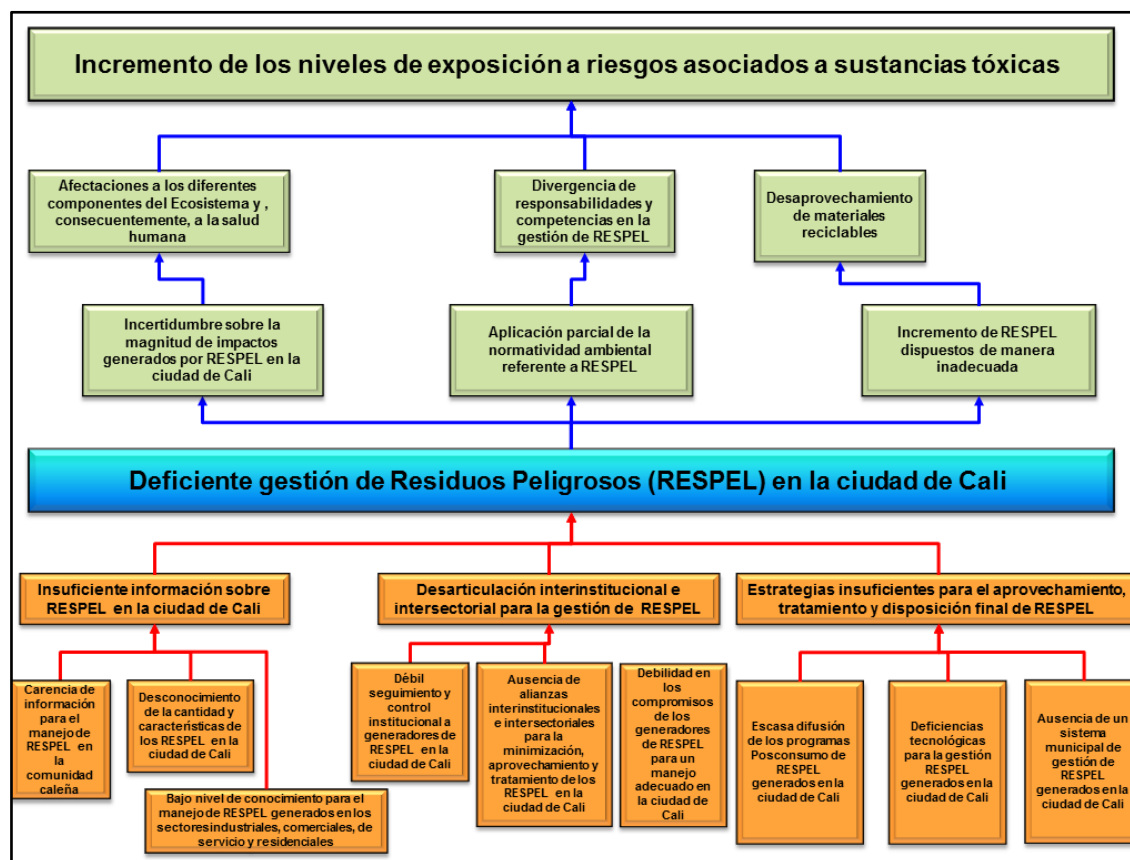 Incremento de los niveles de exposición a riesgos asociados a sustancias tóxicas
Afectaciones a los diferentes
componentes del Ecosistema y ,
consecuentemente, a la salud
humana
Divergencia de
responsabilidades y
competencias en la
gestión de RESPEL
Desaprovechamiento
de materiales
reciclables
Incertidumbre sobre la
magnitud de impactos
generados por RESPEL en la
ciudad de Cali
Aplicación parcial de la
normatividad ambiental
referente a RESPEL
Incremento de RESPEL
dispuestos de manera
inadecuada
Deficiente gestión de Residuos Peligrosos (RESPEL) en la ciudad de Cali
Insuficiente información sobre
RESPEL en la ciudad de Cali
Desarticulación interinstitucional e
intersectorial para la gestión de RESPEL
Estrategias insuficientes para el aprovechamiento,
tratamiento y disposición final de RESPEL
Carencia de
información para el
manejo de
RESPEL en
la
comunidad
caleña
Desconocimiento
de la cantidad y
características de
los RESPEL en la
ciudad de Cali
Bajo nivel de conocimiento para el
manejo de RESPEL generados en los
sectoresindustriales, comerciales, de
servicio y residenciales
Débil
seguimiento y
control
institucional a
generadores de
RESPEL en la
ciudad de Cali
Ausencia de
alianzas
interinstitucionales
e intersectoriales
para la
minimización,
aprovechamiento y
tratamiento de los
RESPEL en la
ciudad de Cali
Debilidad en
los
compromisos
de los
generadores
de RESPEL
para un
manejo
adecuado en
la ciudad de
Cali
Escasa difusión
de los programas
Posconsumo de
RESPEL
generados en la
ciudad de Cali
Deficiencias
tecnológicas
para la gestión
RESPEL
generados en la
ciudad de Cali
Ausencia de un
sistema
municipal de
gestión de
RESPEL
generados en la
ciudad de Cali